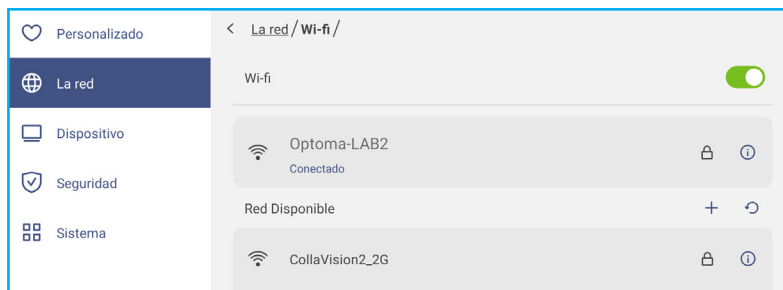 Personalizado
La red
Dispositivo
Seguridad
Sistema
< La red / Wi-fi /
Wi-fi
Optoma-LAB2
Conectado
Red Disponible
CollaVision2_2G